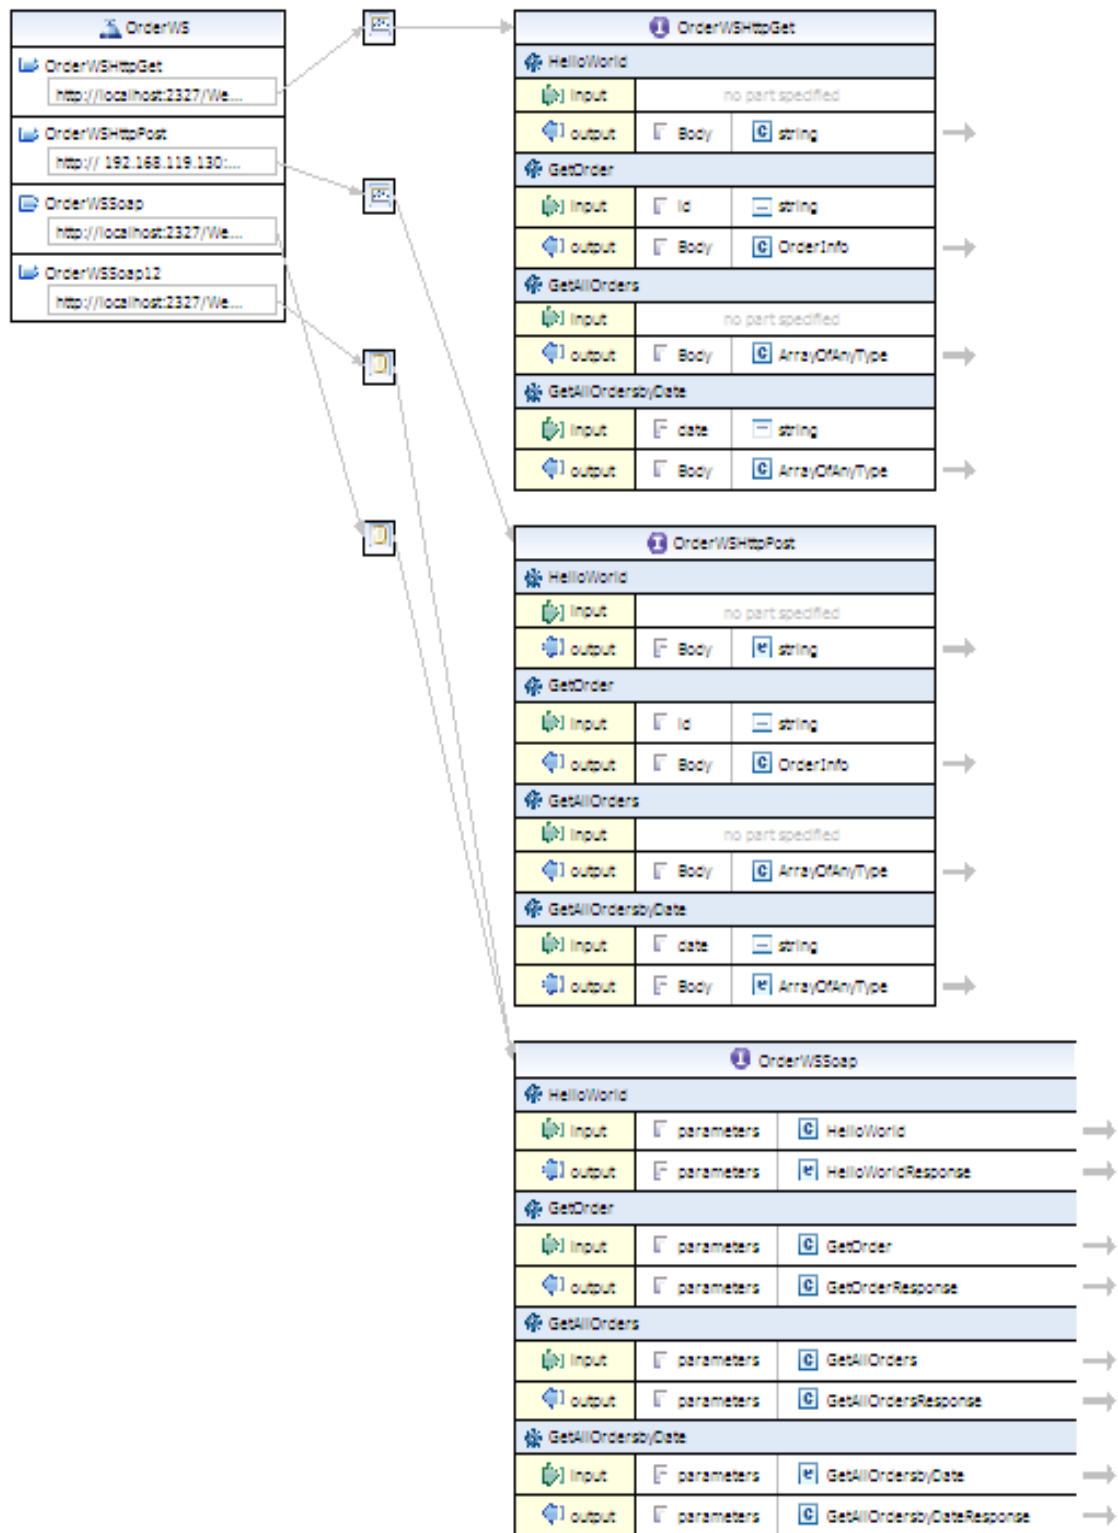 OrderWS
OrderWSHttpGet
http://localhost:2327/We...
OrderWSHttpPost
http:// 192.168.119.130:...
OrderWSSoap
http://localhost:2327/We...
OrderWSSoap12
http://localhost:2327/We...
OrderWSHttpGet
HelloWorld
input no part specified
output Body string
GetOrder
input id string
output Body OrderInfo
GetAllOrders
input no part specified
output Body ArrayOfAnyType
GetAllOrdersbyDate
input date string
output Body ArrayOfAnyType
OrderWSHttpPost
HelloWorld
input no part specified
output Body string
GetOrder
input id string
output Body OrderInfo
GetAllOrders
input no part specified
output Body ArrayOfAnyType
GetAllOrdersbyDate
input date string
output Body ArrayOfAnyType
OrderWSSoap
HelloWorld
input parameters HelloWorld
output parameters HelloWorldResponse
GetOrder
input parameters GetOrder
output parameters GetOrderResponse
GetAllOrders
input parameters GetAllOrders
output parameters GetAllOrdersResponse
GetAllOrdersbyDate
input parameters GetAllOrdersbyDate
output parameters GetAllOrdersbyDateResponse